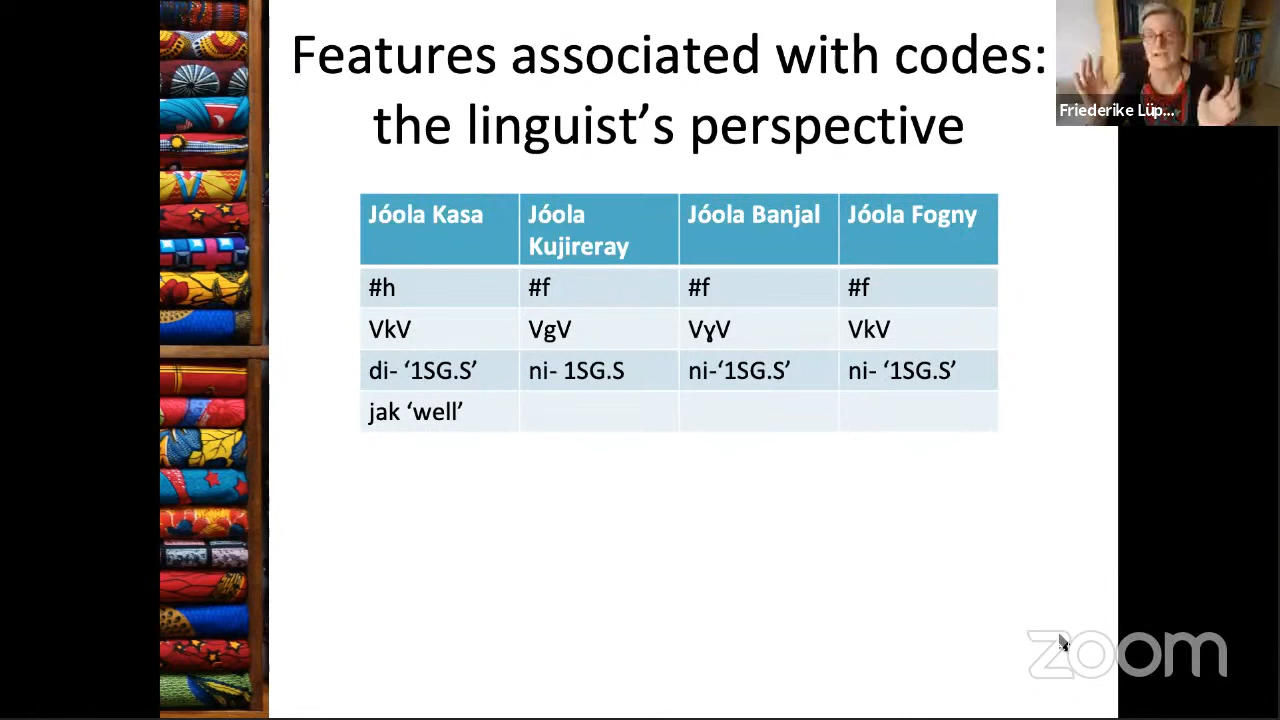 Features associated with codes:
the linguist’s perspective
Friederike Lüp...
Jóola Kasa Jóola Kujireray Jóola Banjal Jóola Fogny
#h #f #f #f
VkV VgV VɣV VkV
di- ‘1SG.S’ ni- 1SG.S ni-‘1SG.S’ ni- ‘1SG.S’
jak ‘well’
zoom